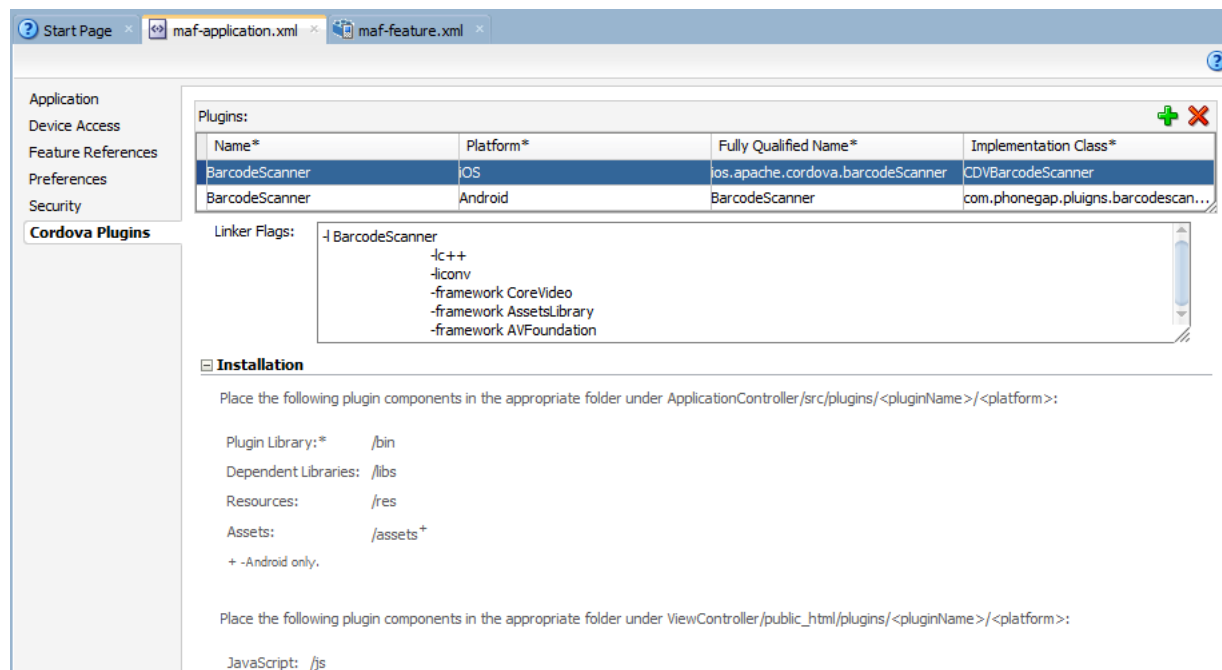 Start Page
maf-application.xml
maf-feature.xml
Application
Device Access
Feature References
Preferences
Security
Cordova Plugins
Plugins:
Name* Platform* Fully Qualified Name* Implementation Class*
BarcodeScanner iOS ios.apache.cordova.barcodeScanner CDVBarcodeScanner
BarcodeScanner Android BarcodeScanner com.phonegap.pluigns.barcodescan...
Linker Flags:
-l BarcodeScanner
-lc++
-liconv
-framework CoreVideo
-framework AssetsLibrary
-framework AVFoundation
Installation
Place the following plugin components in the appropriate folder under ApplicationController/src/plugins/<pluginName>/<platform>:
Plugin Library:* /bin
Dependent Libraries: /libs
Resources: /res
Assets: /assets+
+ -Android only.
Place the following plugin components in the appropriate folder under ViewController/public_html/plugins/<pluginName>/<platform>:
JavaScript: /js